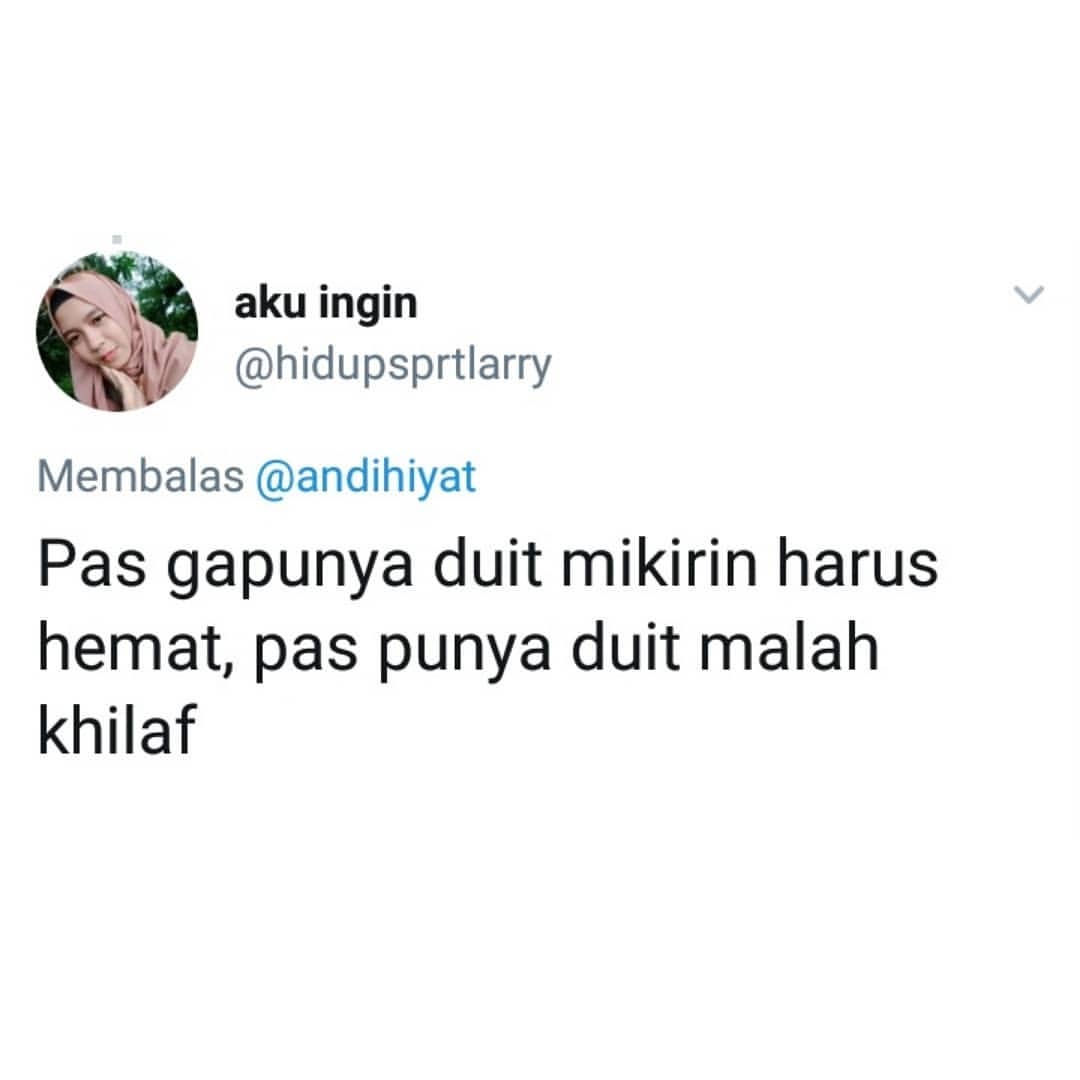 aku ingin
@hidupsprtlarry
Membalas @andihiyat
Pas gapunya duit mikirin harus
hemat, pas punya duit malah
khilaf